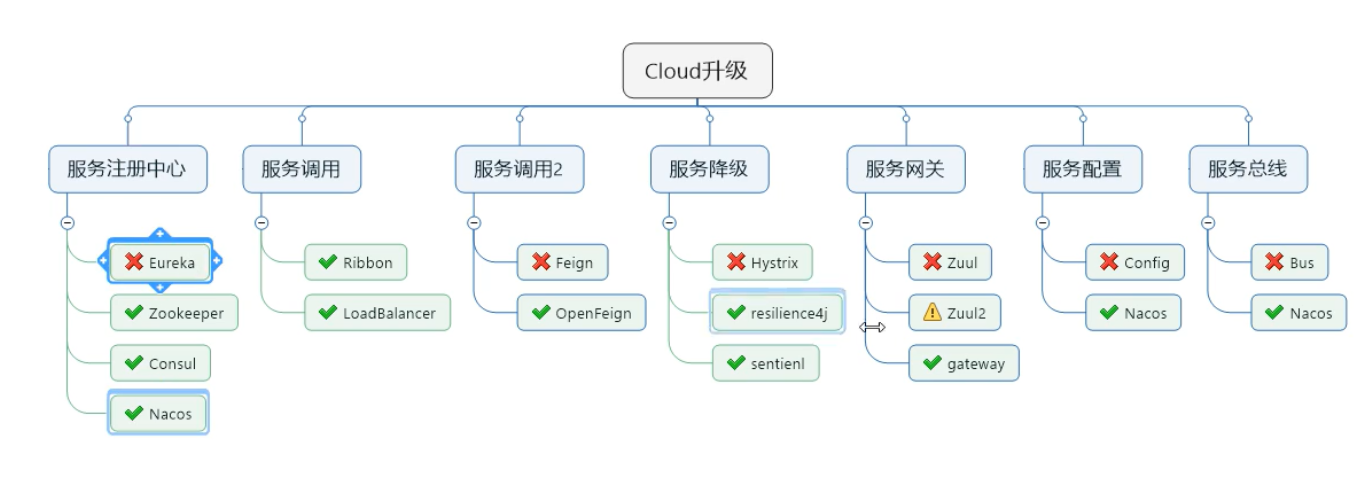 Cloud升级
服务注册中心
服务调用
服务调用2
服务降级
服务网关
服务配置
服务总线
Eureka
Ribbon
Feign
Hystrix
Zuul
Config
Bus
Zookeeper
LoadBalancer
OpenFeign
resilience4j
Zuul2
Nacos
Nacos
Consul
sentienl
gateway
Nacos